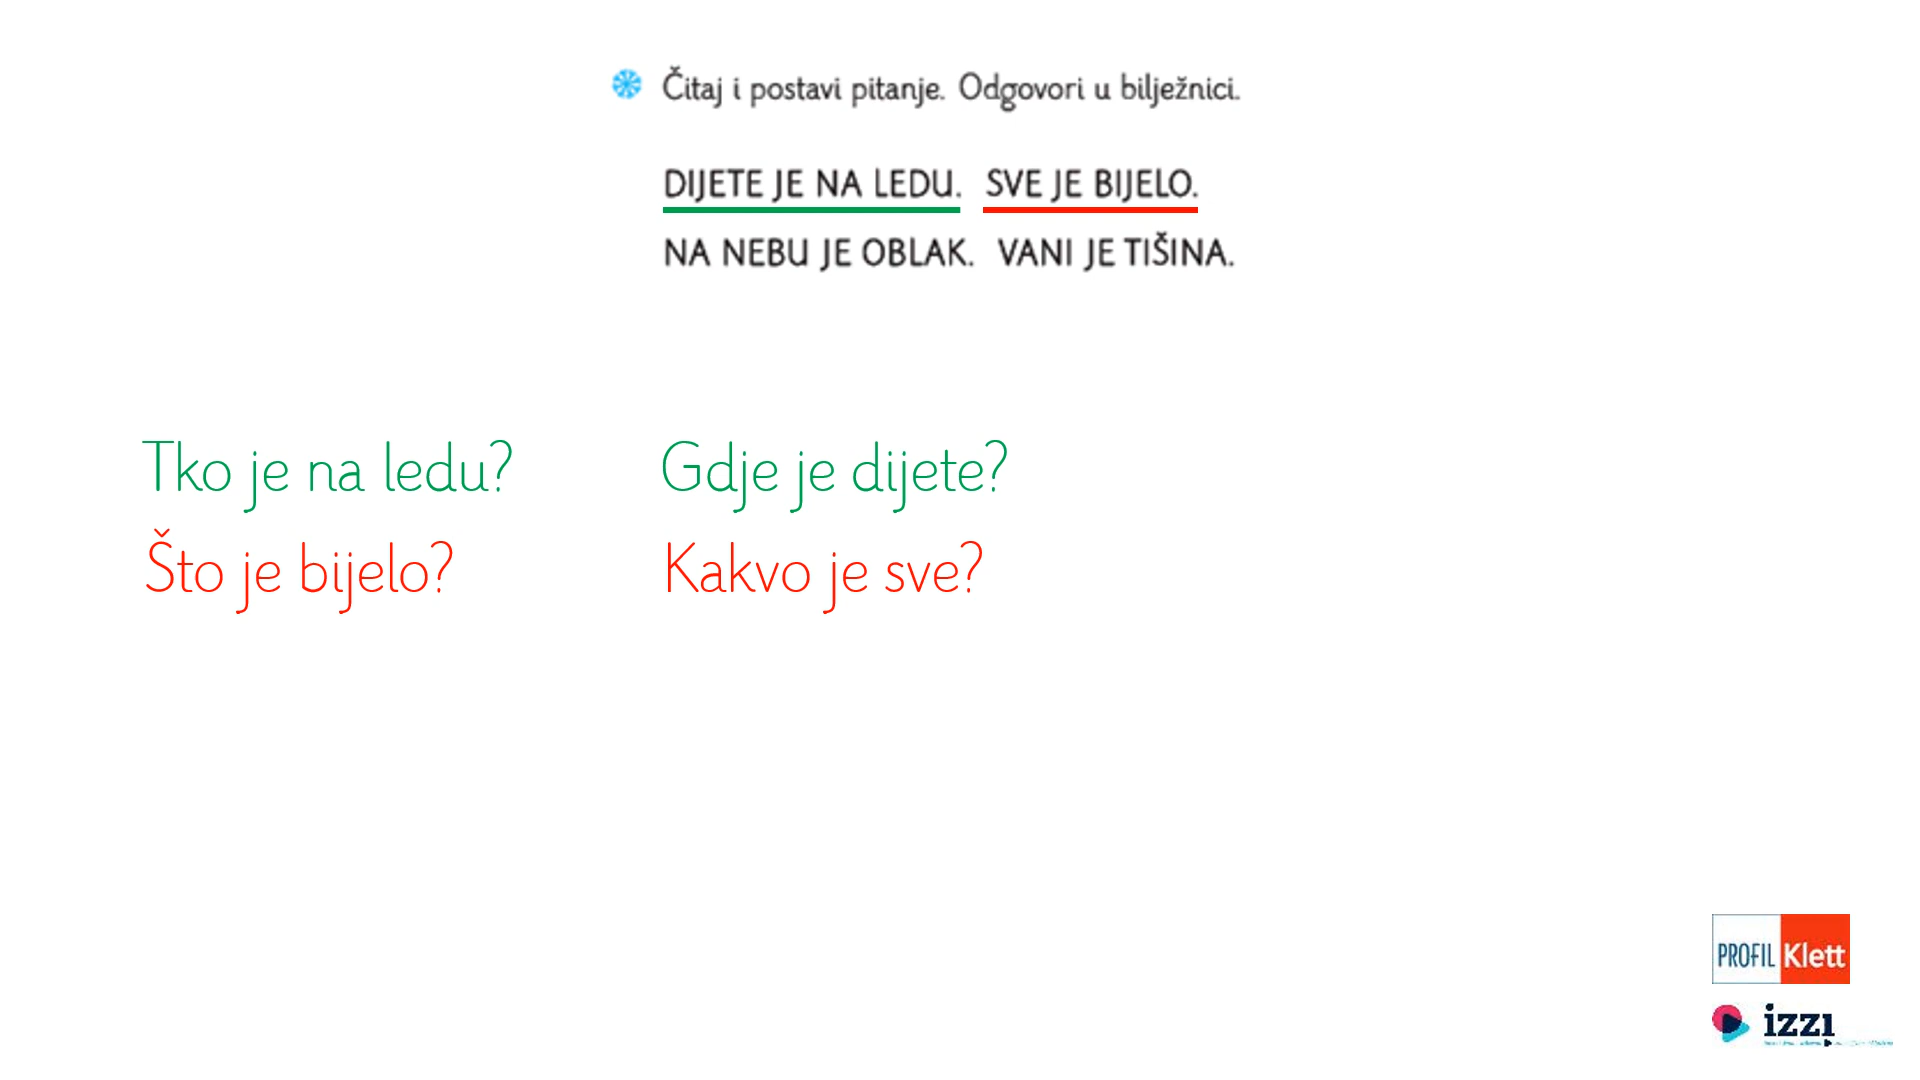 Čitaj i postavi pitanje. Odgovori u bilježnici.
DIJETE JE NA LEDU. SVE JE BIJELO.
NA NEBU JE OBLAK. VANI JE TIŠINA.
Tko je na ledu? Gdje je dijete?
Što je bijelo? Kakvo je sve?
PROFIL Klett
izzi